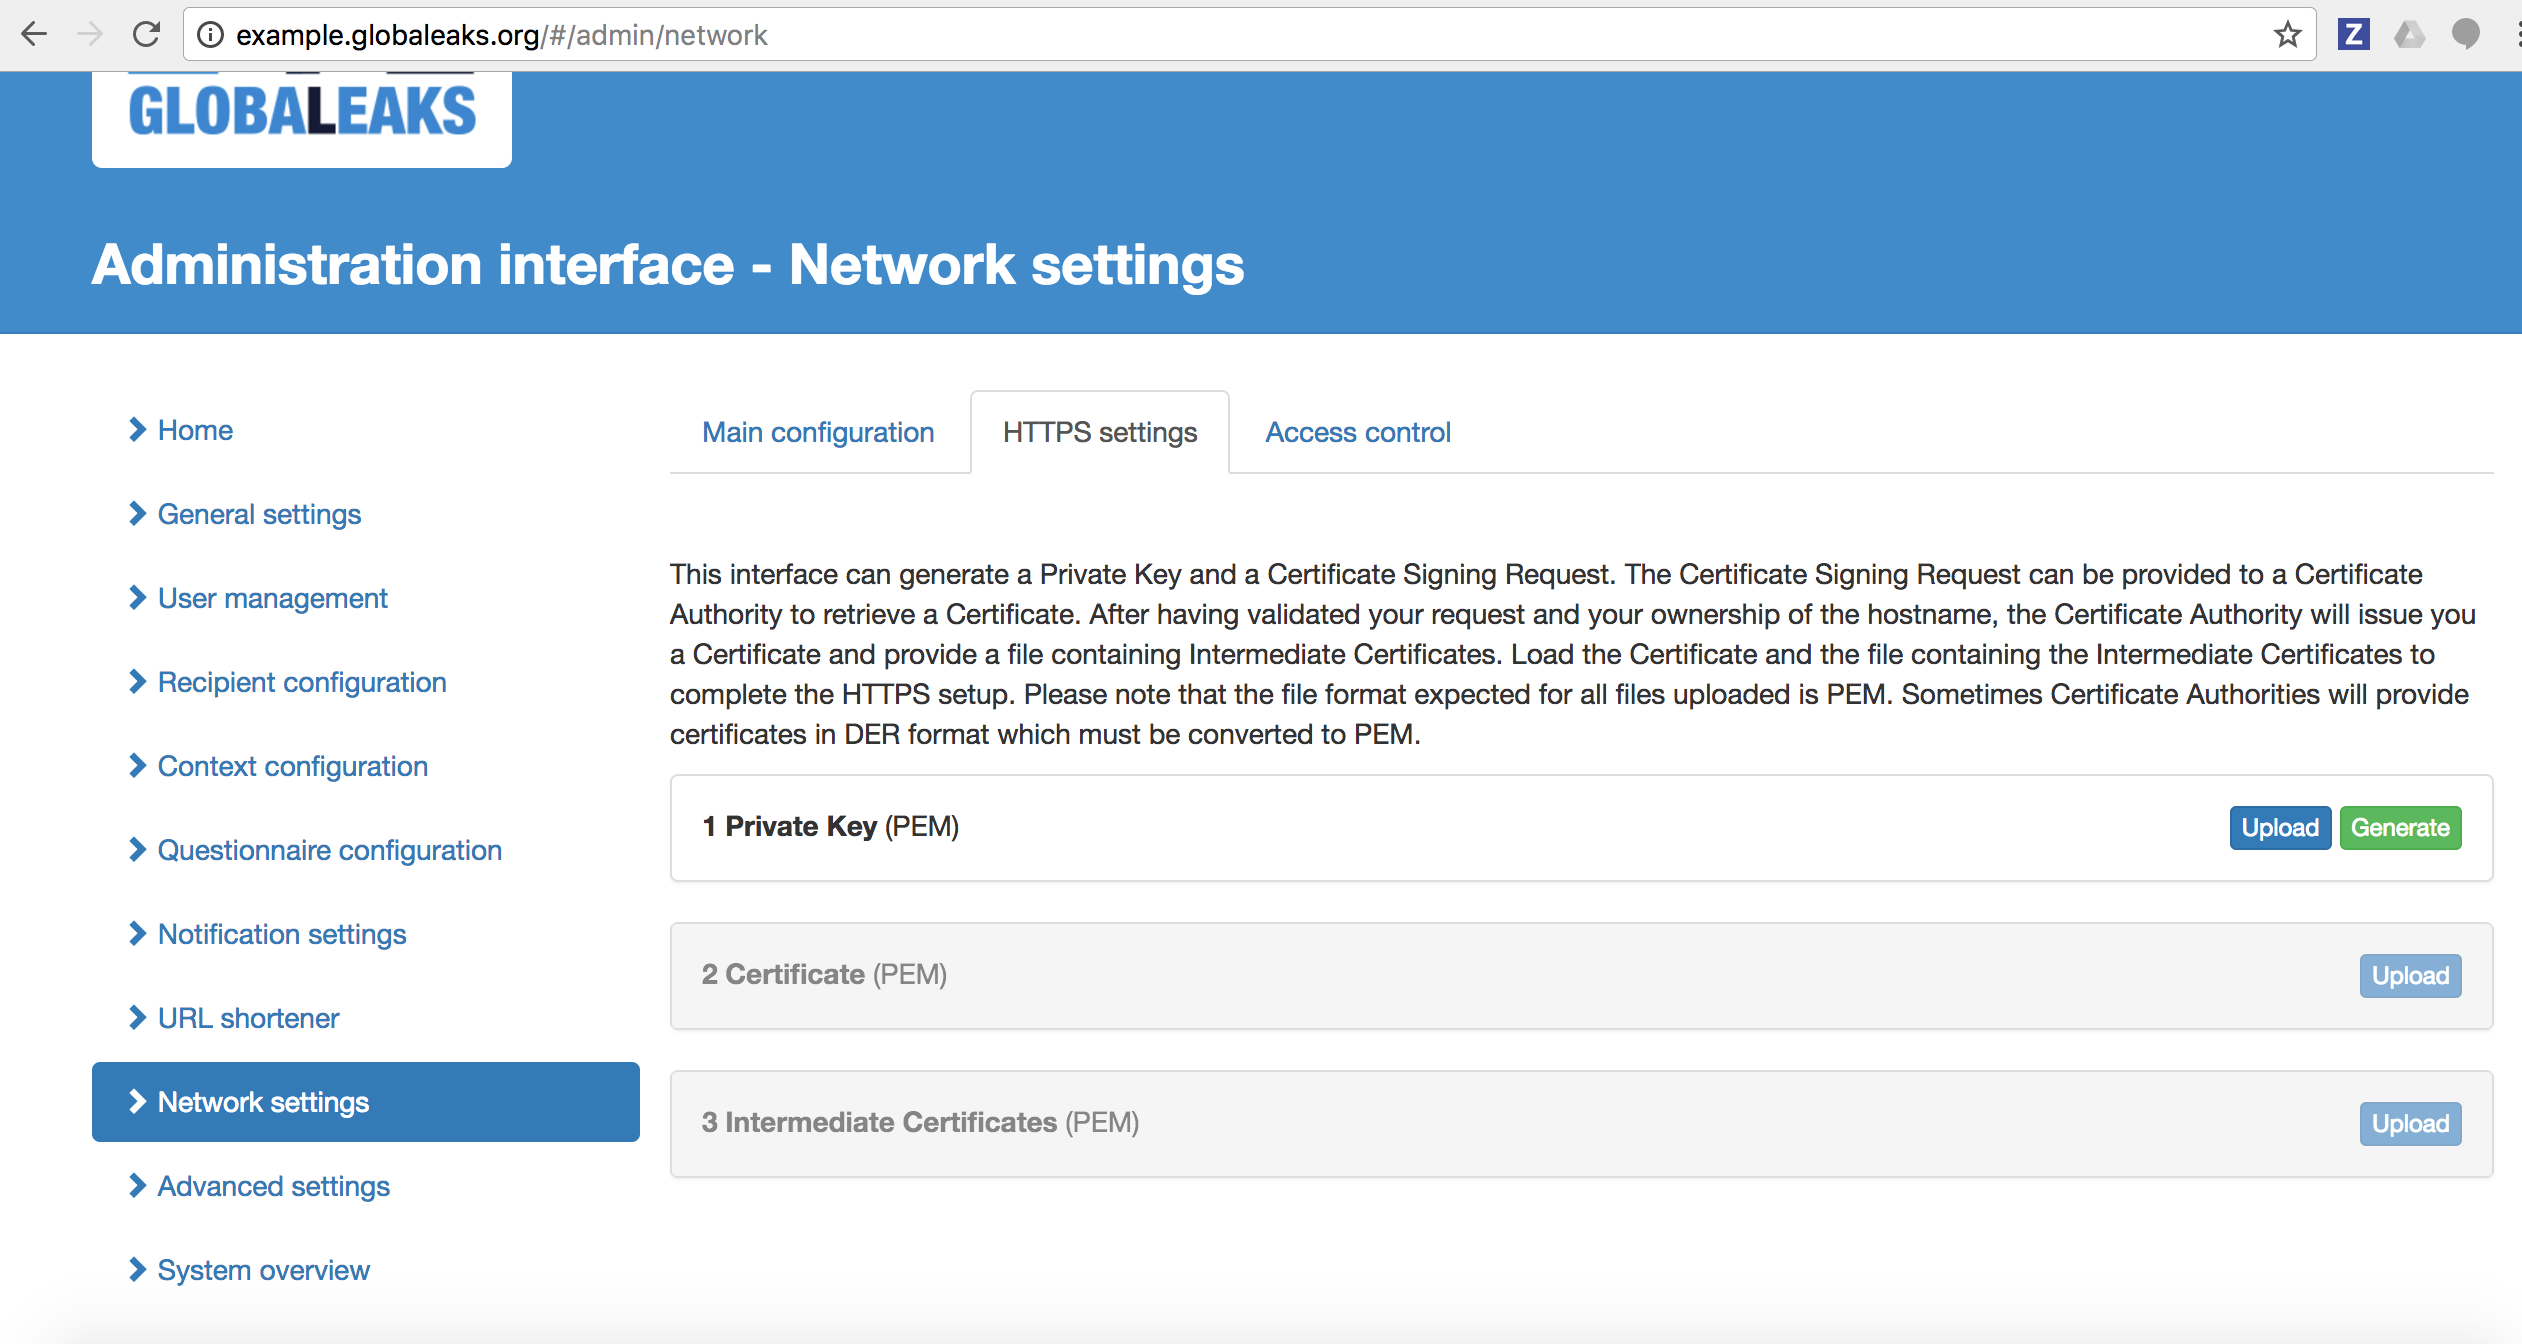 example.globaleaks.org/#/admin/network
Z
GLOBALEAKS
Administration interface - Network settings
Home
General settings
User management
Recipient configuration
Context configuration
Questionnaire configuration
Notification settings
URL shortener
Network settings
Advanced settings
System overview
Main configuration
HTTPS settings
Access control
This interface can generate a Private Key and a Certificate Signing Request. The Certificate Signing Request can be provided to a Certificate
Authority to retrieve a Certificate. After having validated your request and your ownership of the hostname, the Certificate Authority will issue you
a Certificate and provide a file containing Intermediate Certificates. Load the Certificate and the file containing the Intermediate Certificates to
complete the HTTPS setup. Please note that the file format expected for all files uploaded is PEM. Sometimes Certificate Authorities will provide
certificates in DER format which must be converted to PEM.
1 Private Key (PEM)
Upload
Generate
2 Certificate (PEM)
Upload
3 Intermediate Certificates (PEM)
Upload